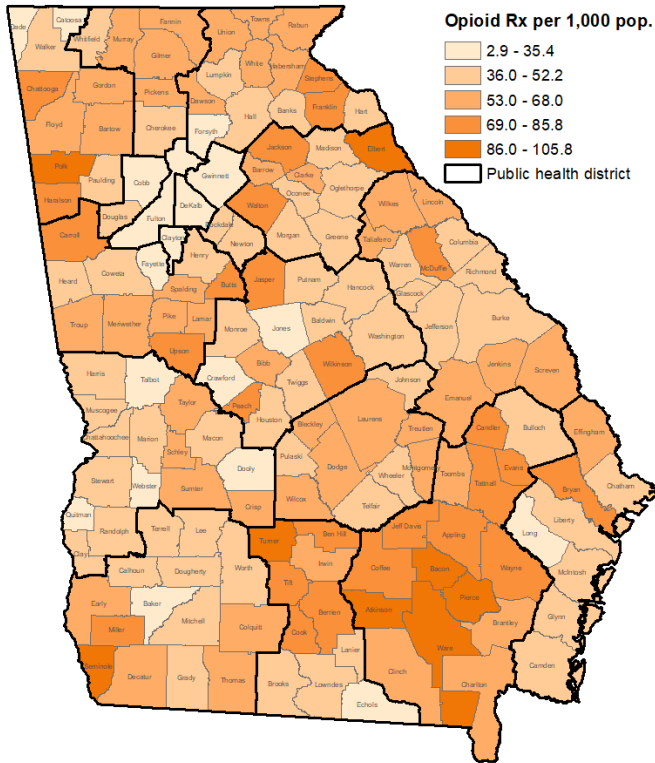 Opioid Rx per 1,000 pop.
2.9 - 35.4
36.0 - 52.2
53.0 - 68.0
69.0 - 85.8
86.0 - 105.8
Public health district
Dade
Catoosa
Walker
Whitfield
Murray
Fannin
Gilmer
Union
Towns
Rabun
White
Habersham
Lumpkin
Stephens
Chattooga
Gordon
Pickens
Dawson
Hall
Banks
Franklin
Hart
Floyd
Bartow
Cherokee
Forsyth
Jackson
Madison
Elbert
Polk
Paulding
Cobb
Gwinnett
Barrow
Clarke
Oconee
Oglethorpe
Haralson
Douglas
Fulton
DeKalb
Rockdale
Walton
Morgan
Greene
Wilkes
Lincoln
Carroll
Clayton
Fayette
Henry
Newton
Taliaferro
Columbia
McDuffie
Warren
Richmond
Heard
Coweta
Spalding
Butts
Jasper
Putnam
Hancock
Glascock
Troup
Meriwether
Pike
Lamar
Monroe
Jones
Baldwin
Washington
Jefferson
Burke
Upson
Harris
Talbot
Crawford
Bibb
Twiggs
Wilkinson
Johnson
Jenkins
Screven
Emanuel
Muscogee
Taylor
Peach
Houston
Chattahoochee
Marion
Macon
Schley
Bleckley
Laurens
Treutlen
Candler
Bulloch
Effingham
Stewart
Webster
Sumter
Dooly
Pulaski
Dodge
Wheeler
Montgomery
Toombs
Tattnall
Evans
Bryan
Chatham
Quitman
Randolph
Crisp
Wilcox
Telfair
Long
Liberty
Clay
Terrell
Lee
Turner
Ben Hill
Jeff Davis
Appling
Calhoun
Dougherty
Worth
Irwin
Coffee
Bacon
Wayne
McIntosh
Early
Baker
Mitchell
Tift
Berrien
Atkinson
Pierce
Miller
Colquitt
Cook
Ware
Brantley
Glynn
Seminole
Decatur
Grady
Thomas
Brooks
Lowndes
Lanier
Clinch
Charlton
Camden
Echols